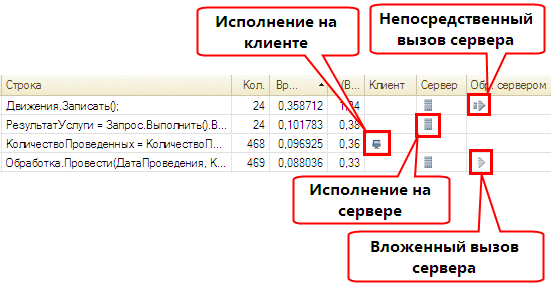 Исполнение на
клиенте
Непосредственный
вызов сервера
Строка Кол. Вр... (В... Клиент Сервер сервером
Движения.Записать(); 24 0,358712 1,34
РезультатУслуги = Запрос.Выполнить().В... 24 0,101783 0,38
КоличествоПроведенных = КоличествоП... 468 0,096925 0,36
Обработка.Провести(ДатаПроведения, К... 469 0,088036 0,33
Исполнение на
сервере
Вложенный вызов
сервера